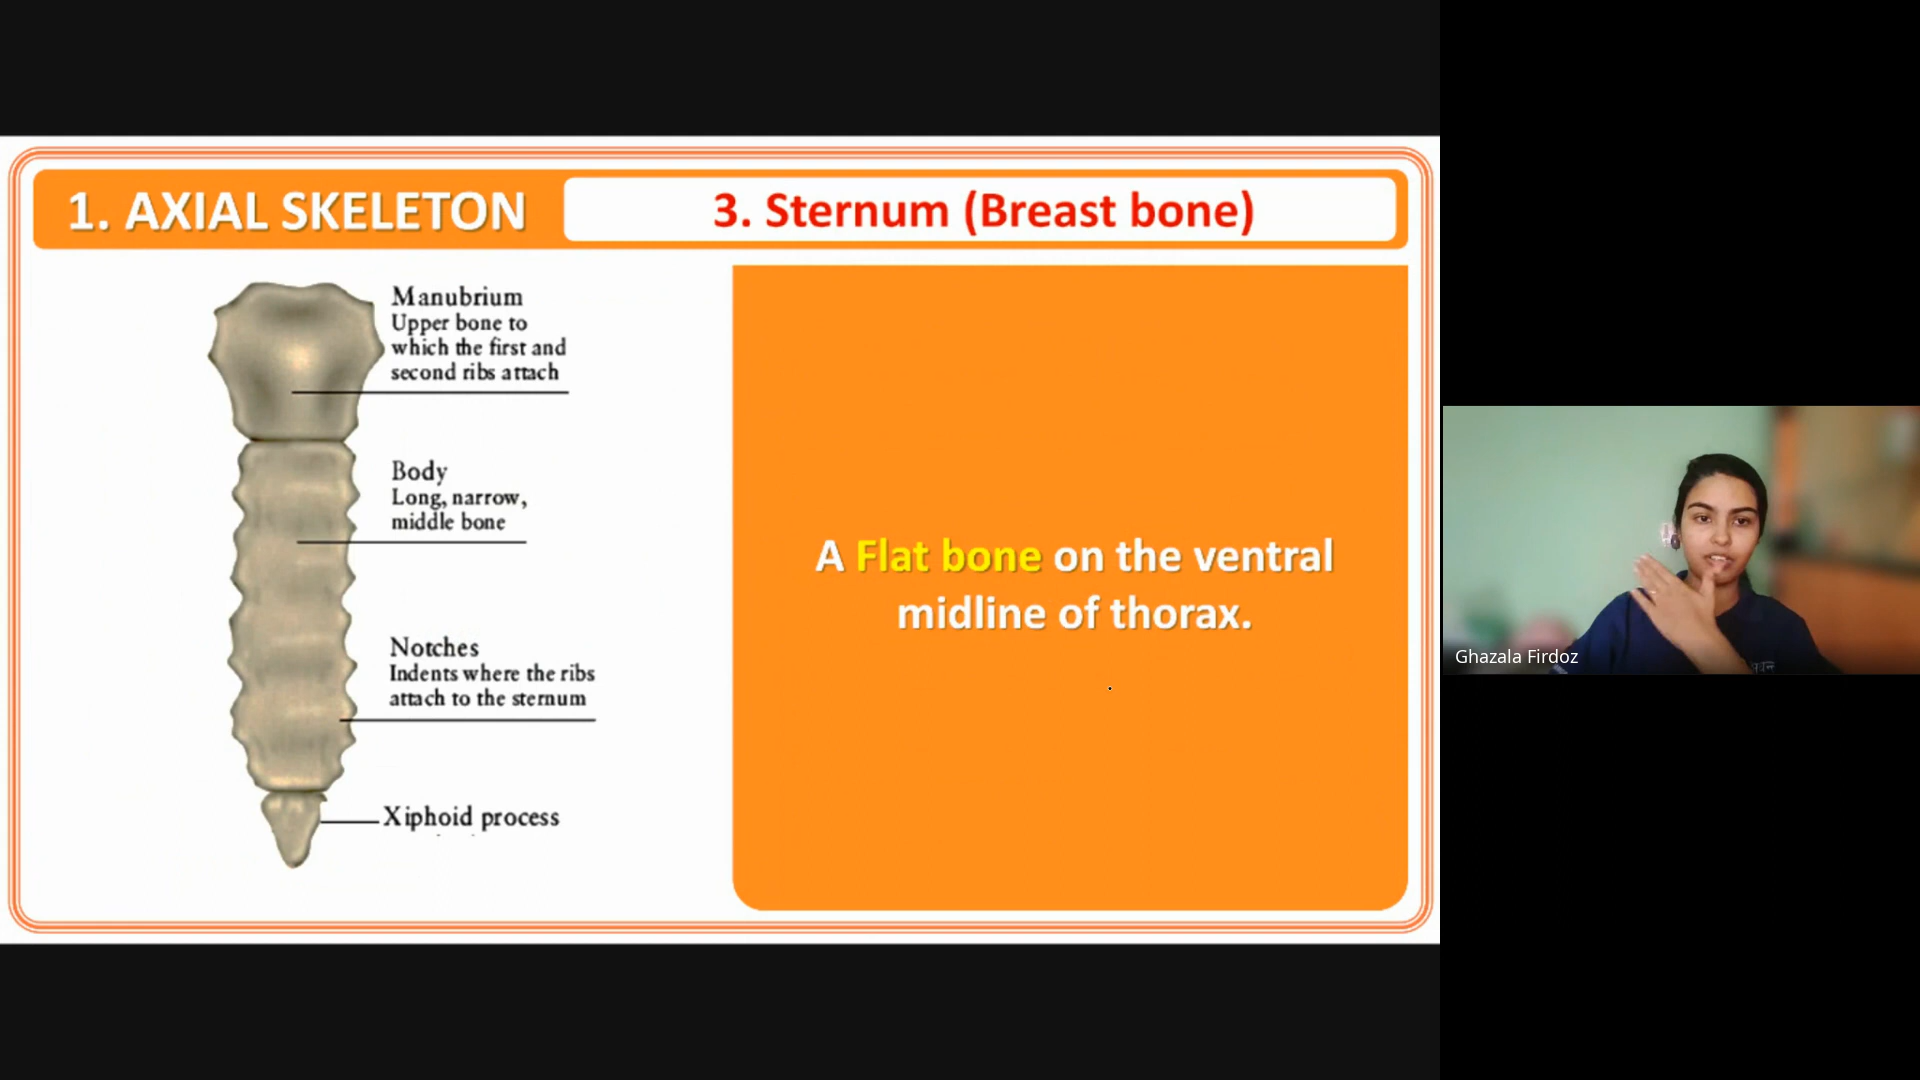 1. AXIAL SKELETON
3. Sternum (Breast bone)
Manubrium
Upper bone to
which the first and
second ribs attach
Body
Long, narrow,
middle bone
Notches
Indents where the ribs
attach to the sternum
Xiphoid process
A Flat bone on the ventral
midline of thorax.
Ghazala Firdoz